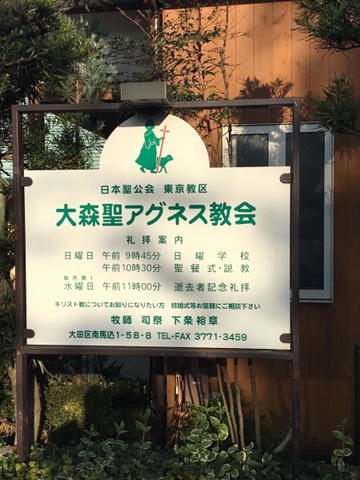 日本聖公会 東京教区
大森聖アグネス教会
礼拝案内
日曜日 午前 9時45分 日曜学校
午前10時30分 聖餐式・説教
毎月第1
水曜日 午前11時00分 逝去者記念礼拝
キリスト教についてお知りになりたい方 結婚式等お気軽にご相談下さい
牧師 司祭 下条裕章
大田区南馬込1-58-8 TEL・FAX 3771-3459